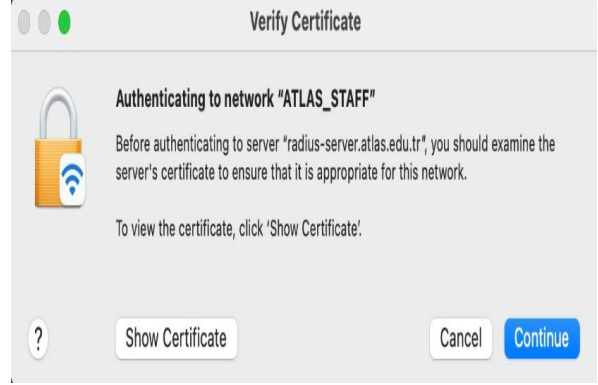 Verify Certificate
Authenticating to network “ATLAS_STAFF”
Before authenticating to server “radius-server.atlas.edu.tr”, you should examine the
server's certificate to ensure that it is appropriate for this network.
To view the certificate, click ‘Show Certificate’.
?
Show Certificate
Cancel
Continue